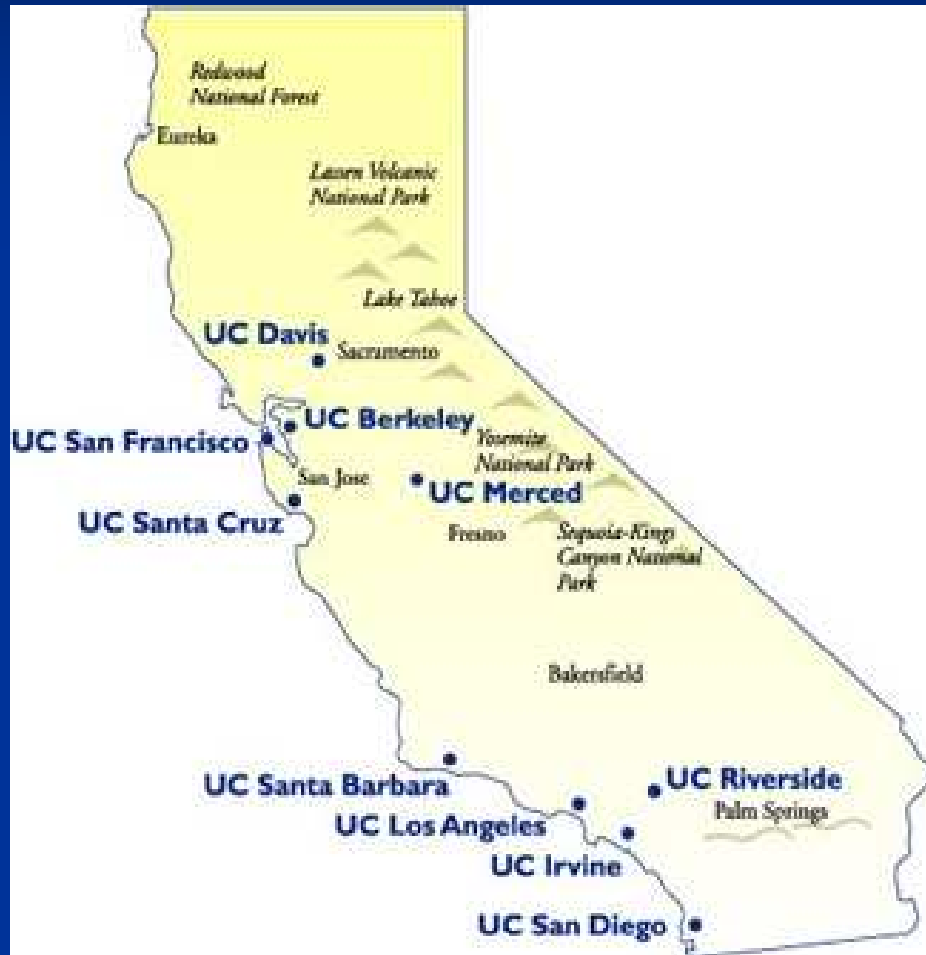 Redwood
National Forest
Eureka
Lassen Volcanic
National Park
Lake Tahoe
UC Davis
Sacramento
UC Berkeley
UC San Francisco
Yosemite
National Park
San Jose
UC Merced
UC Santa Cruz
Fresno
Sequoia-Kings
Canyon National
Park
Bakersfield
UC Santa Barbara
UC Riverside
Palm Springs
UC Los Angeles
UC Irvine
UC San Diego